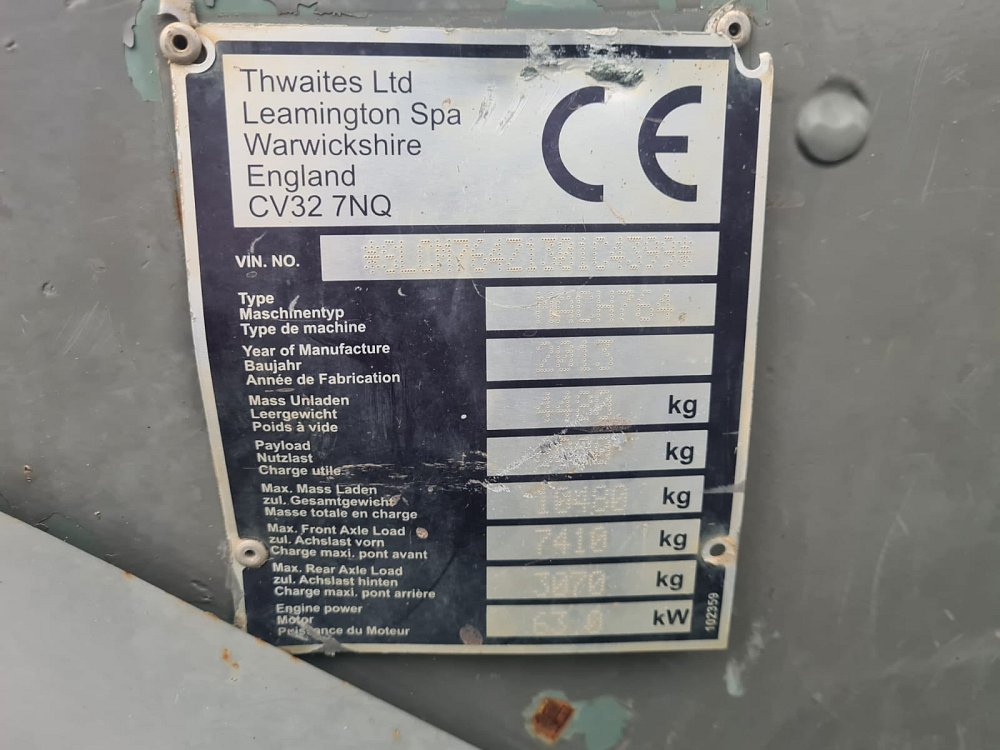 Thwaites Ltd
Leamington Spa
Warwickshire
England
CV32 7NQ
CE
VIN. NO.
Type
Maschinentyp
Type de machine
MACH764
Year of Manufacture
Baujahr
Année de Fabrication
2013
Mass Unladen
Leergewicht
Poids à vide
4480 kg
Payload
Nutzlast
Charge utile
kg
Max. Mass Laden
zul. Gesamtgewicht
Masse totale en charge
10480 kg
Max. Front Axle Load
zul. Achslast vorn
Charge maxi. pont avant
7410 kg
Max. Rear Axle Load
zul. Achslast hinten
Charge maxi. pont arrière
3070 kg
Engine power
Motor
Puissance du Moteur
63.0 kW
102359